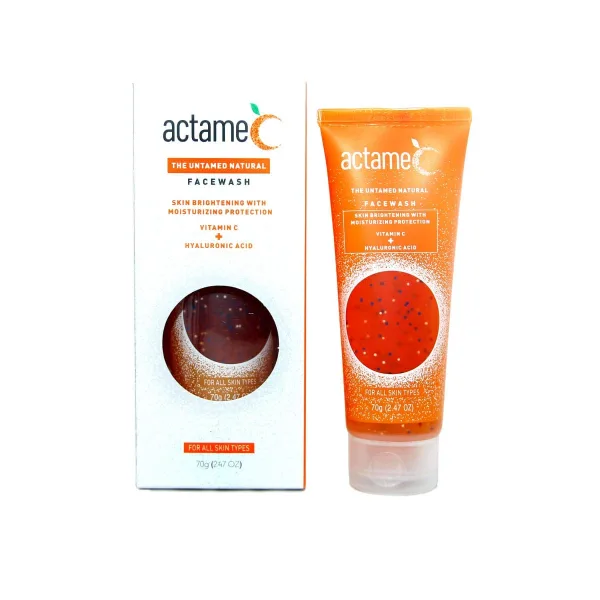 actame C
THE UNTAMED NATURAL
FACEWASH
SKIN BRIGHTENING WITH
MOISTURIZING PROTECTION
VITAMIN C
+
HYALURONIC ACID
FOR ALL SKIN TYPES
70g (2.47
FOR ALL SKIN TYPES
70g (2.47 OZ)
actame C
THE UNTAMED NATURAL
FACEWASH
SKIN BRIGHTENING WITH
MOISTURIZING PROTECTION
VITAMIN C
+
HYALURONIC ACID
FOR ALL SKIN TYPES
70g (2.47 OZ)